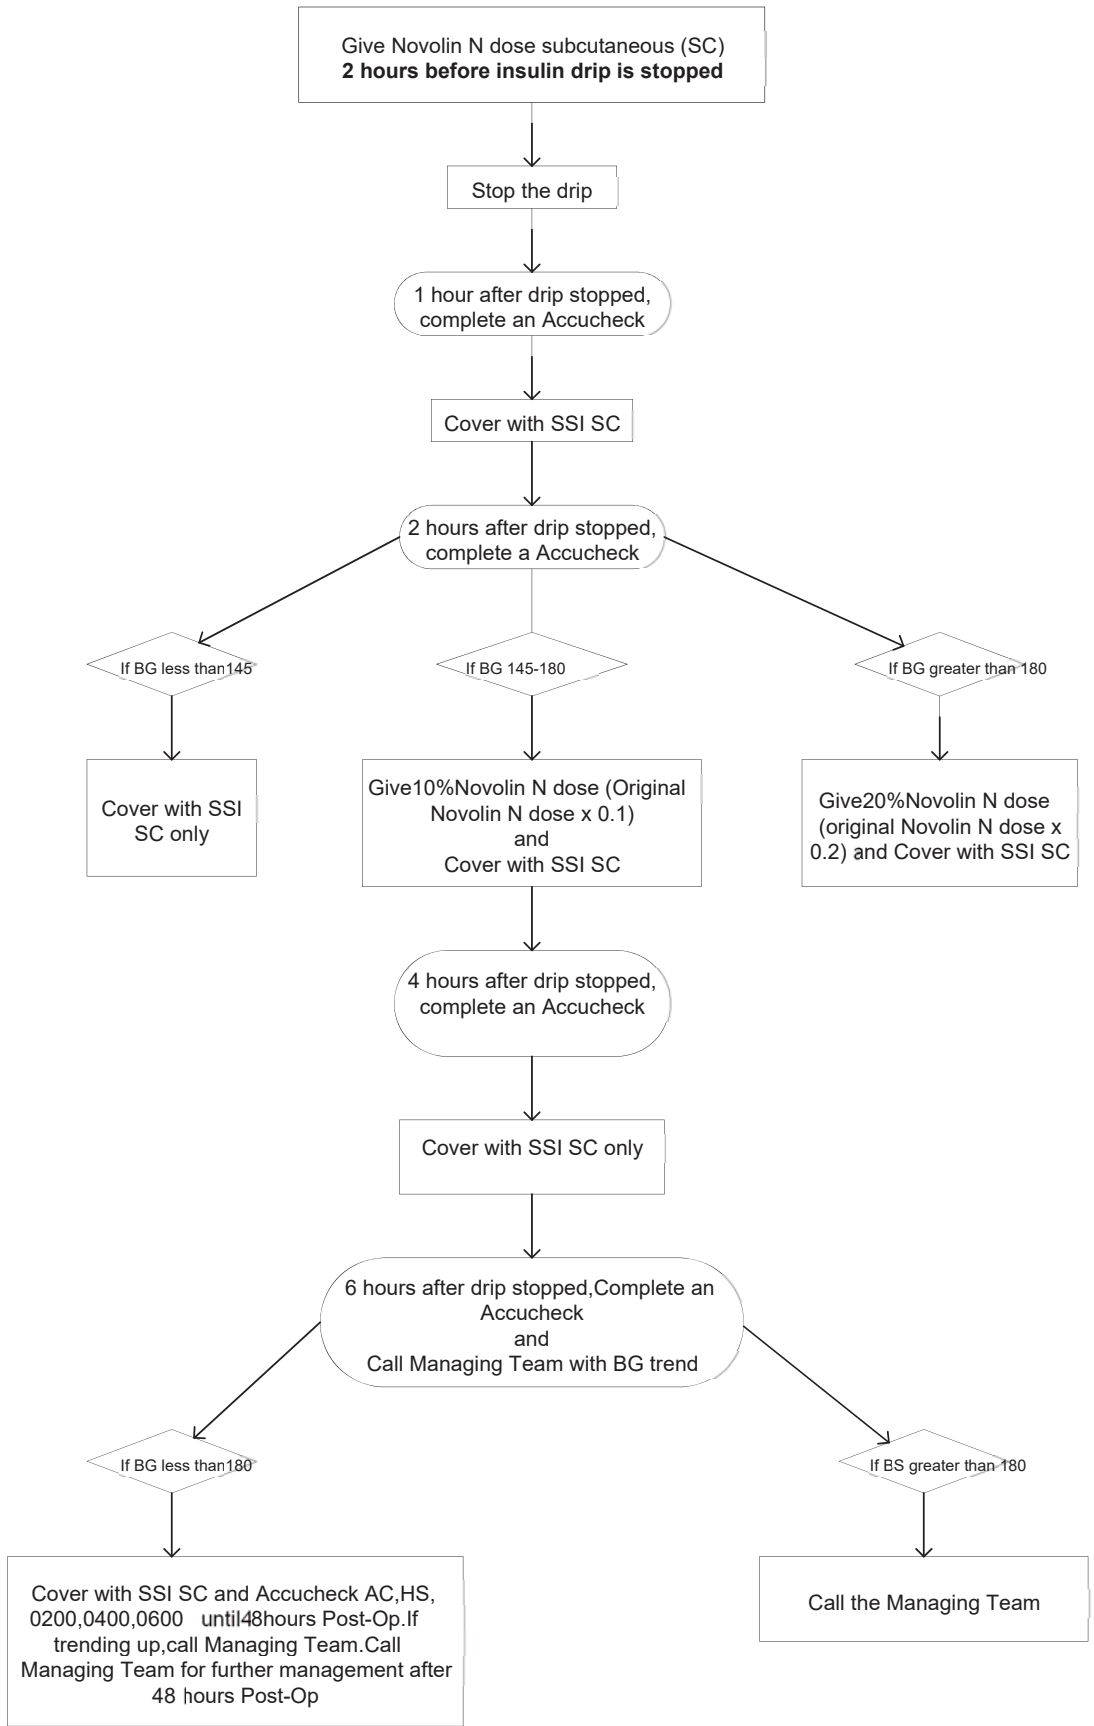 Give Novolin N dose subcutaneous (SC)
2 hours before insulin drip is stopped
Stop the drip
1 hour after drip stopped,
complete an Accucheck
Cover with SSI SC
2 hours after drip stopped,
complete a Accucheck
If BG less than145
If BG 145-180
If BG greater than 180
Cover with SSI
SC only
Give10%Novolin N dose (Original
Novolin N dose x 0.1)
and
Cover with SSI SC
Give20%Novolin N dose
(original Novolin N dose x
0.2) and Cover with SSI SC
4 hours after drip stopped,
complete an Accucheck
Cover with SSI SC only
6 hours after drip stopped,Complete an
Accucheck
and
Call Managing Team with BG trend
If BG less than180
If BS greater than 180
Cover with SSI SC and Accucheck AC,HS,
0200,0400,0600 until48hours Post-Op.If
trending up,call Managing Team.Call
Managing Team for further management after
48 hours Post-Op
Call the Managing Team